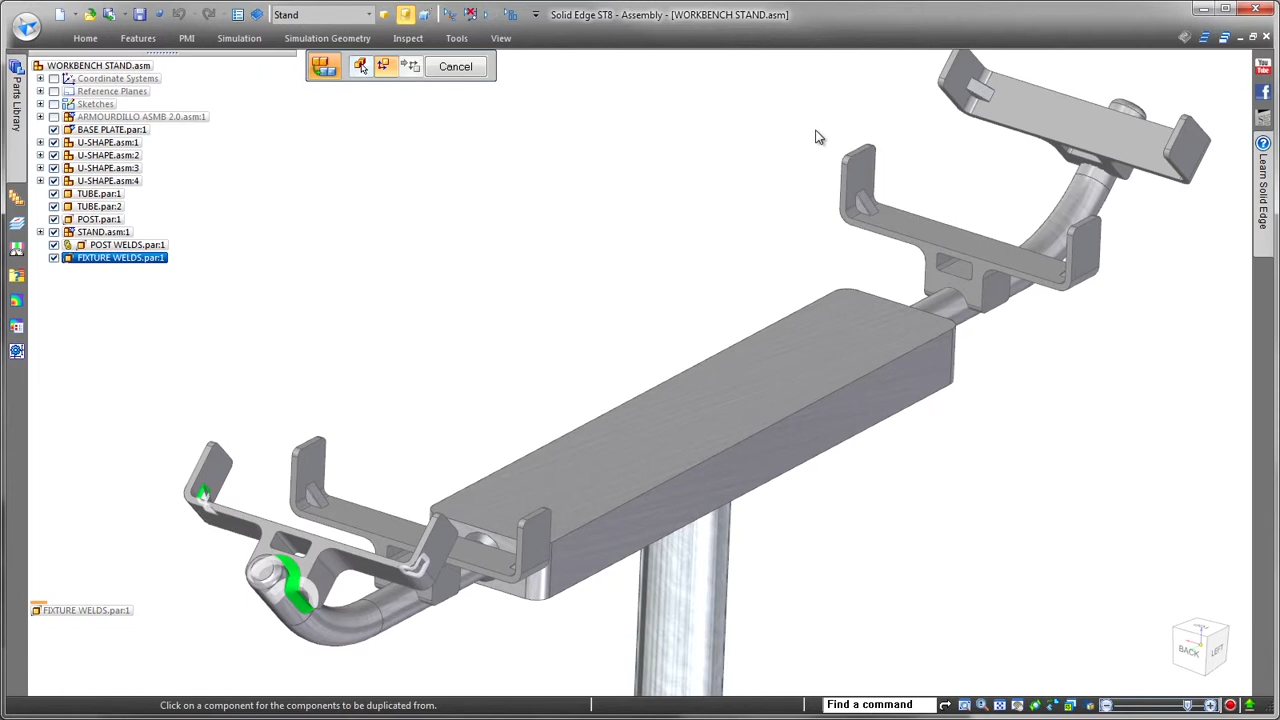 Stand
Solid Edge ST8 - Assembly - [WORKBENCH STAND.asm]
Home
Features
PMI
Simulation
Simulation Geometry
Inspect
Tools
View
Cancel
Parts Library
WORKBENCH STAND.asm
Coordinate Systems
Reference Planes
Sketches
ARMOURDILLO ASMB 2.0.asm:1
BASE PLATE.par:1
U-SHAPE.asm:1
U-SHAPE.asm:2
U-SHAPE.asm:3
U-SHAPE.asm:4
TUBE.par:1
TUBE.par:2
POST.par:1
STAND.asm:1
POST WELDS.par:1
FIXTURE WELDS.par:1
FIXTURE WELDS.par:1
You
Tube
Learn Solid Edge
BACK
LEFT
Click on a component for the components to be duplicated from.
Find a command